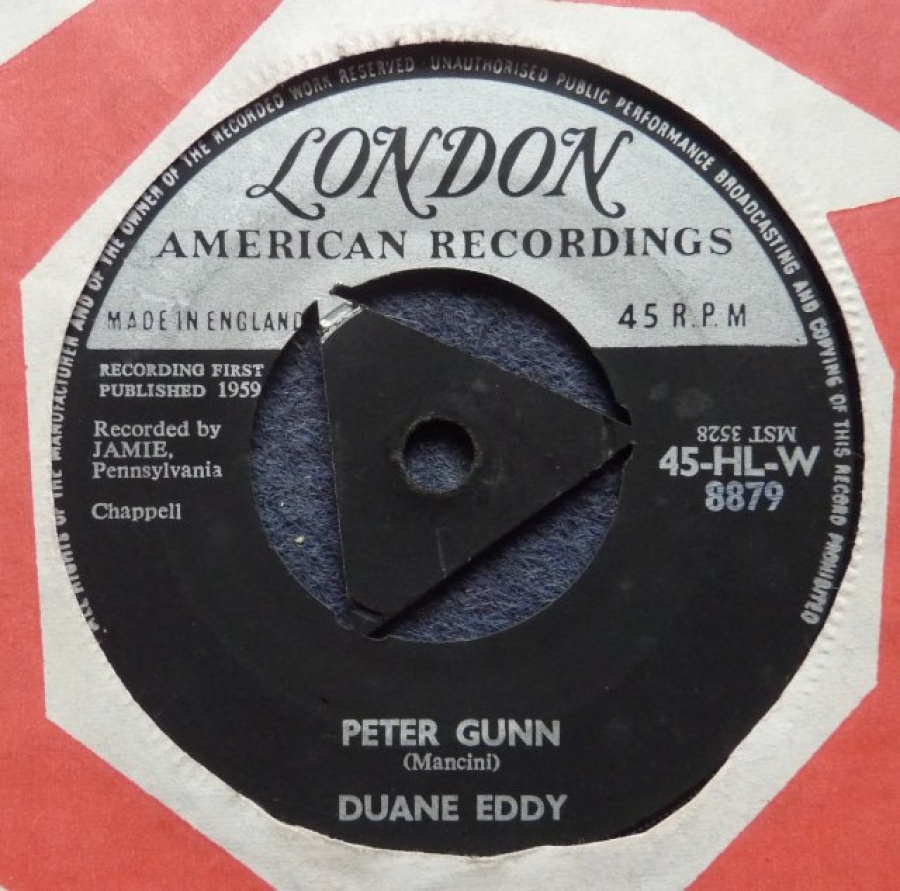 ALL RIGHTS OF THE MANUFACTURER AND OF THE OWNER OF THE RECORDED WORK RESERVED · UNAUTHORISED PUBLIC PERFORMANCE BROADCASTING AND COPYING OF THIS RECORD PROHIBITED
LONDON
AMERICAN RECORDINGS
MADE IN ENGLAND
45 R.P.M
RECORDING FIRST
PUBLISHED 1959
Recorded by
JAMIE,
Pennsylvania
Chappell
MST 3528
45-HL-W
8879
PETER GUNN
(Mancini)
DUANE EDDY